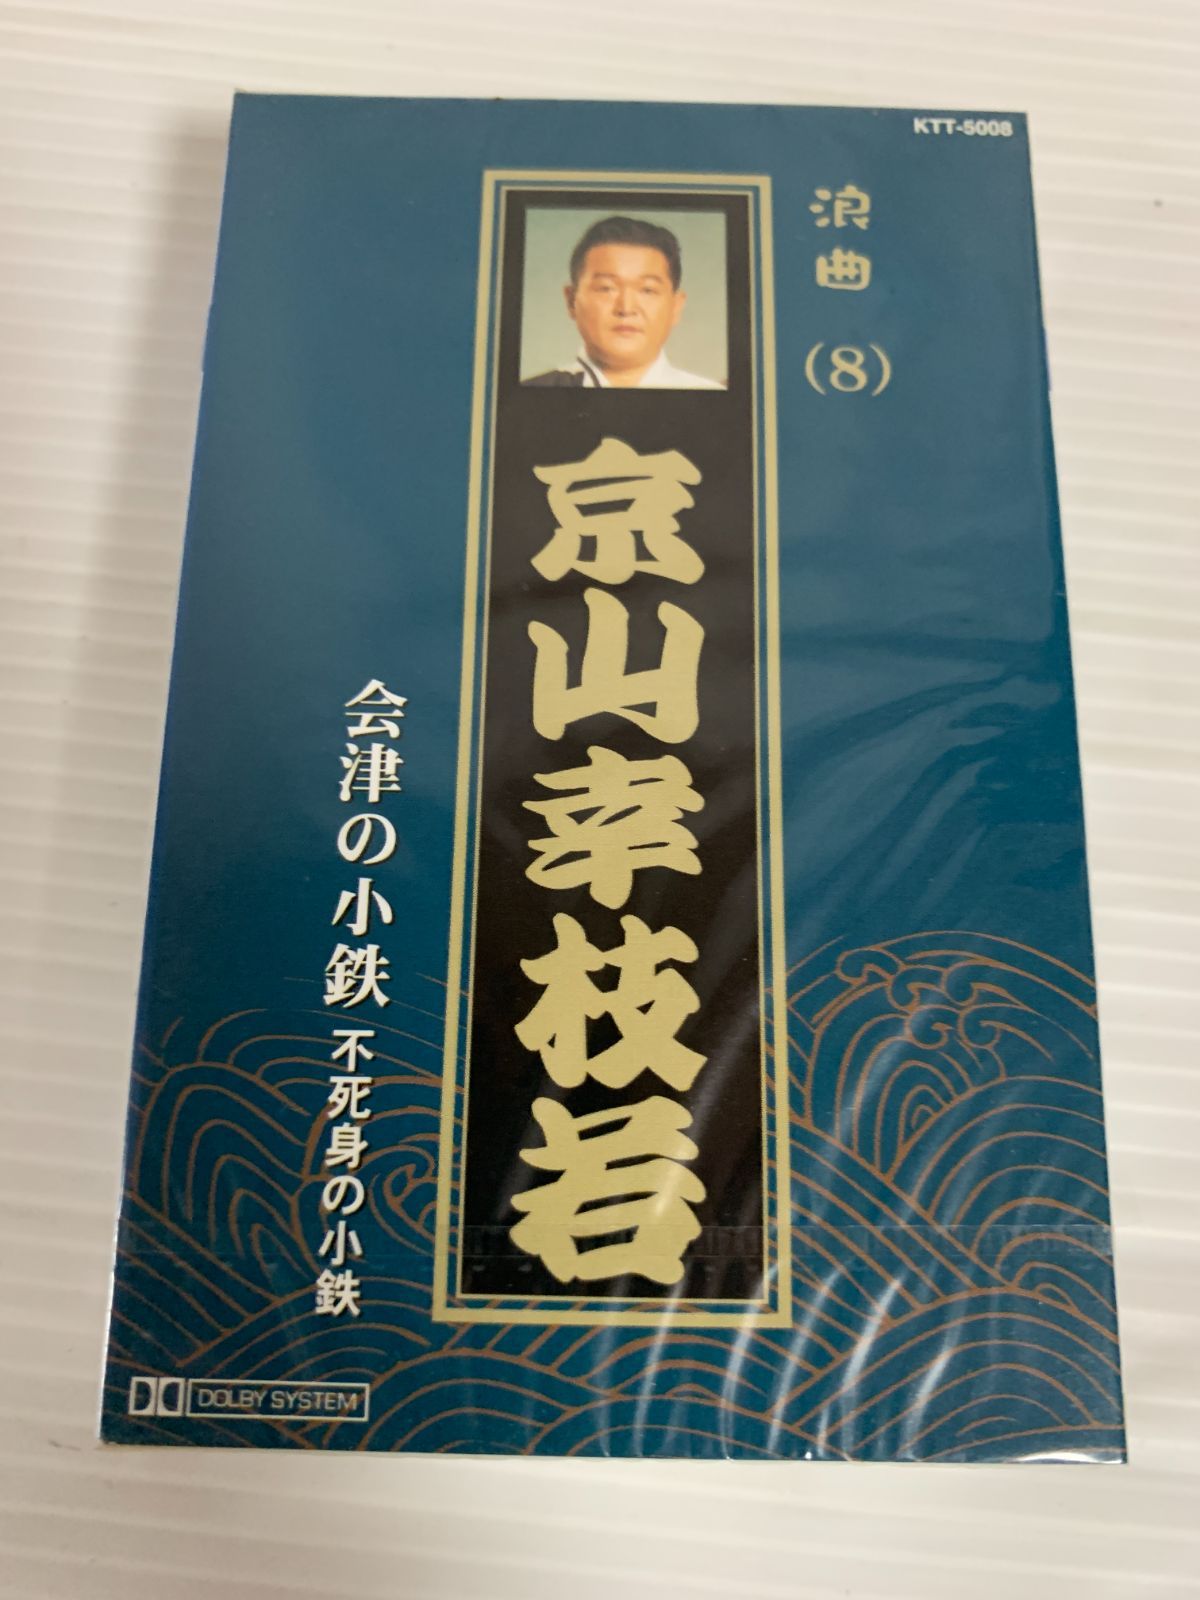 KTT-5008
浪曲(8)
京山幸枝若
会津の小鉄 不死身の小鉄
DOLBY SYSTEM